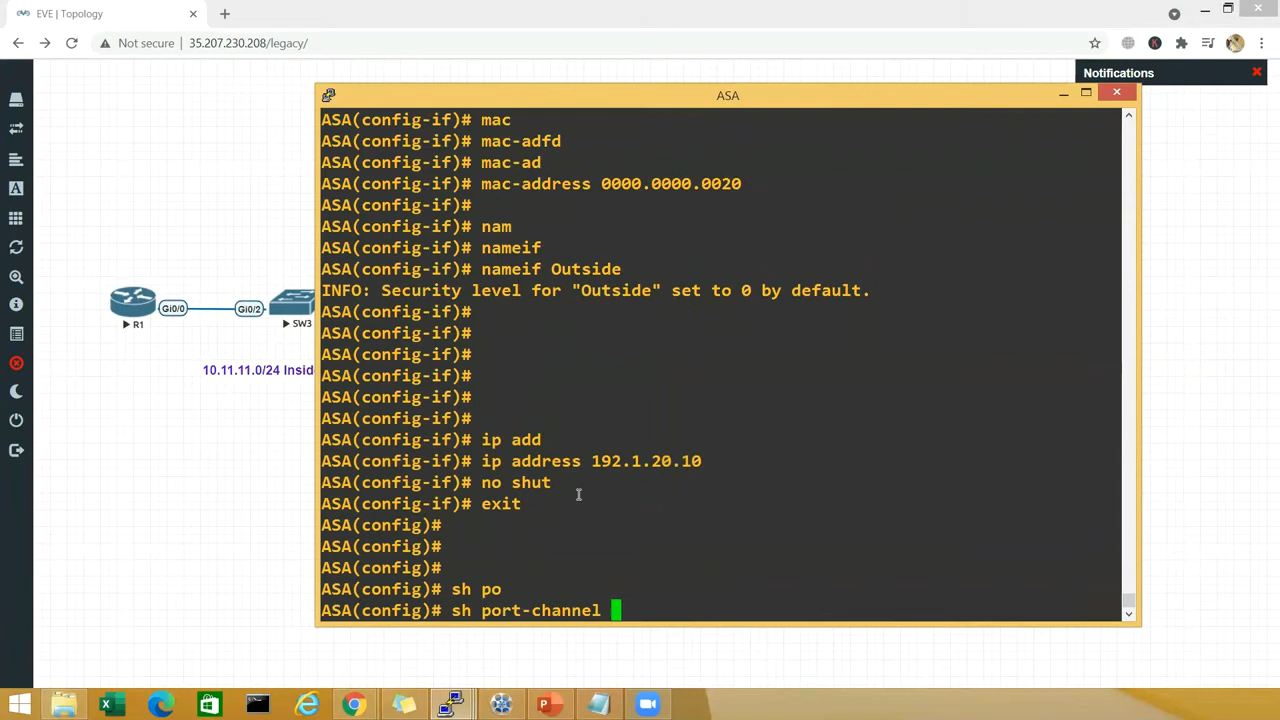 EVE | Topology
Not secure
35.207.230.208/legacy/
Notifications
ASA
ASA(config-if)# mac
ASA(config-if)# mac-adfd
ASA(config-if)# mac-ad
ASA(config-if)# mac-address 0000.0000.0020
ASA(config-if)#
ASA(config-if)# nam
ASA(config-if)# nameif
ASA(config-if)# nameif Outside
INFO: Security level for "Outside" set to 0 by default.
ASA(config-if)#
ASA(config-if)#
ASA(config-if)#
ASA(config-if)#
ASA(config-if)#
ASA(config-if)#
ASA(config-if)# ip add
ASA(config-if)# ip address 192.1.20.10
ASA(config-if)# no shut
ASA(config-if)# exit
ASA(config)#
ASA(config)#
ASA(config)#
ASA(config)# sh po
ASA(config)# sh port-channel
Gi0/0
Gi0/2
R1
SW3
10.11.11.0/24 Insid